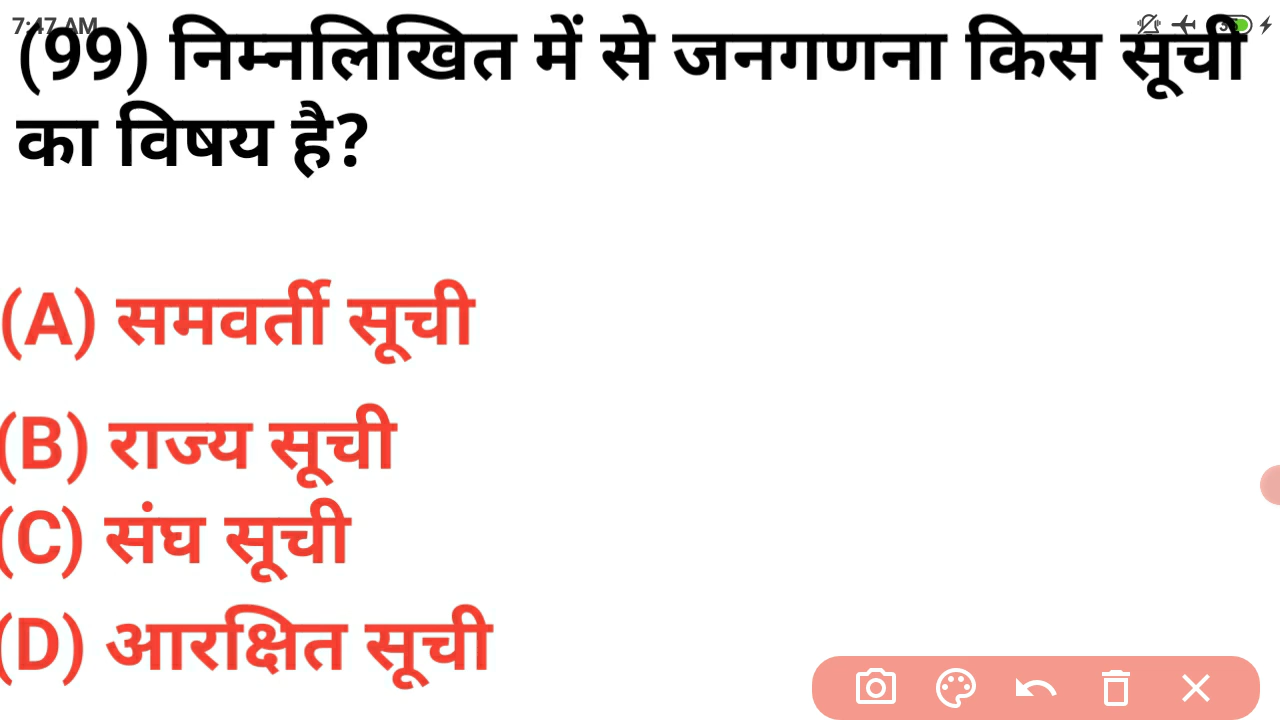 7:47 AM
(99) निम्नलिखित में से जनगणना किस सूची
का विषय है?
(A) समवर्ती सूची
(B) राज्य सूची
(C) संघ सूची
(D) आरक्षित सूची